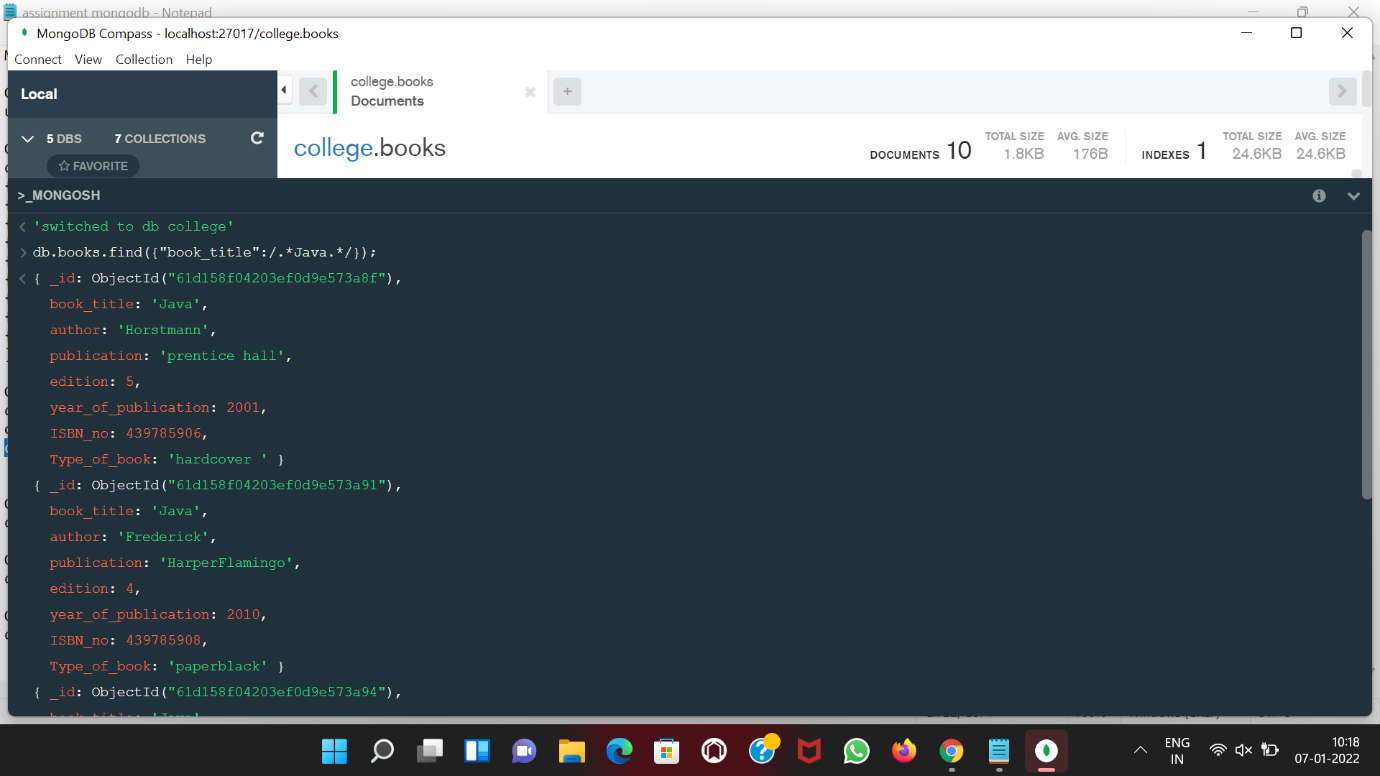 assignment mongodb - Notepad
MongoDB Compass - localhost:27017/college.books
Connect View Collection Help
Local
college.books
Documents
5 DBS 7 COLLECTIONS
FAVORITE
college.books
DOCUMENTS 10
TOTAL SIZE AVG. SIZE
1.8KB 176B
INDEXES 1
TOTAL SIZE AVG. SIZE
24.6KB 24.6KB
>_MONGOSH
< 'switched to db college'
> db.books.find({"book_title":/.*Java.*/});
< { _id: ObjectId("61d158f04203ef0d9e573a8f"),
book_title: 'Java',
author: 'Horstmann',
publication: 'prentice hall',
edition: 5,
year_of_publication: 2001,
ISBN_no: 439785906,
Type_of_book: 'hardcover ' }
{ _id: ObjectId("61d158f04203ef0d9e573a91"),
book_title: 'Java',
author: 'Frederick',
publication: 'HarperFlamingo',
edition: 4,
year_of_publication: 2010,
ISBN_no: 439785908,
Type_of_book: 'paperblack' }
{ _id: ObjectId("61d158f04203ef0d9e573a94"),
book_title: 'Java'
ENG
IN
10:18
07-01-2022